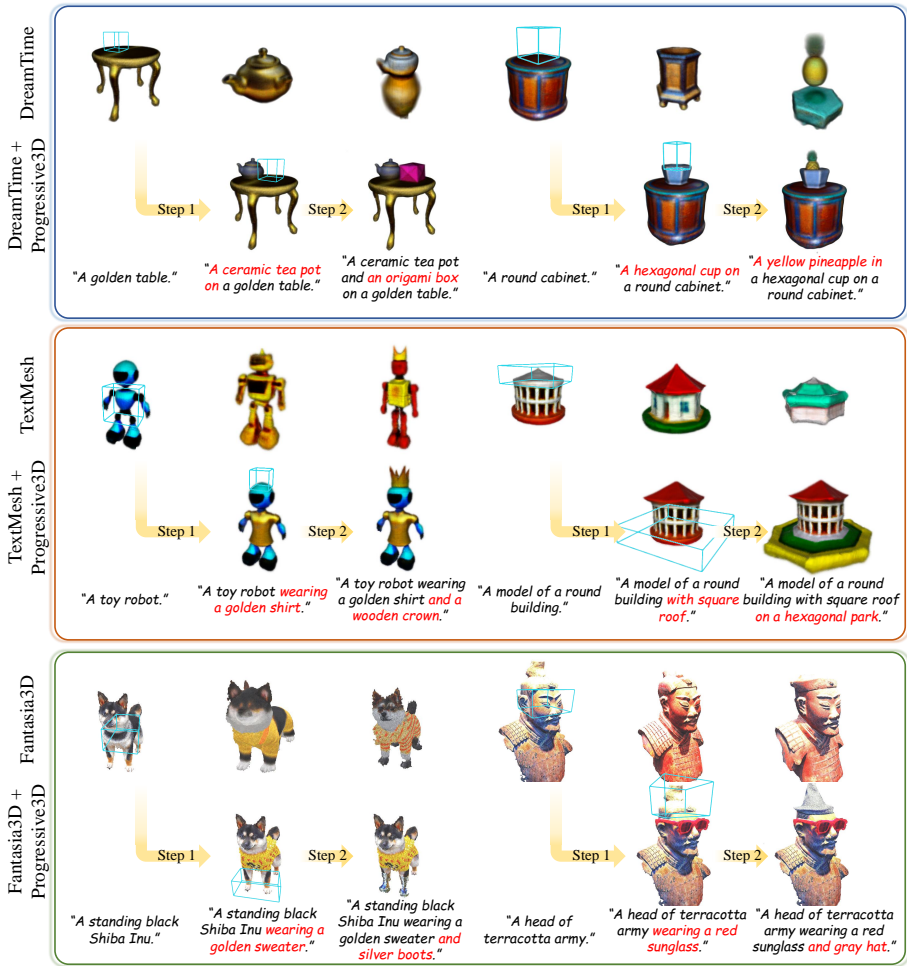 DreamTime
DreamTime +
Progressive3D
Step 1
Step 2
Step 1
Step 2
“A golden table.”
“A ceramic tea pot
on a golden table.”
“A ceramic tea pot
and an origami box
on a golden table.”
“A round cabinet.”
“A hexagonal cup on
a round cabinet.”
“A yellow pineapple in
a hexagonal cup on a
round cabinet.”
TextMesh
TextMesh +
Progressive3D
Step 1
Step 2
Step 1
Step 2
“A toy robot.”
“A toy robot wearing
a golden shirt.”
“A toy robot wearing
a golden shirt and a
wooden crown.”
“A model of a round
building.”
“A model of a round
building with square
roof.”
“A model of a round
building with square roof
on a hexagonal park.”
Fantasia3D
Fantasia3D +
Progressive3D
Step 1
Step 2
Step 1
Step 2
“A standing black
Shiba Inu.”
“A standing black
Shiba Inu wearing a
golden sweater.”
“A standing black
Shiba Inu wearing a
golden sweater and
silver boots.”
“A head of
terracotta army.”
“A head of terracotta
army wearing a red
sunglass.”
“A head of terracotta
army wearing a red
sunglass and gray hat.”